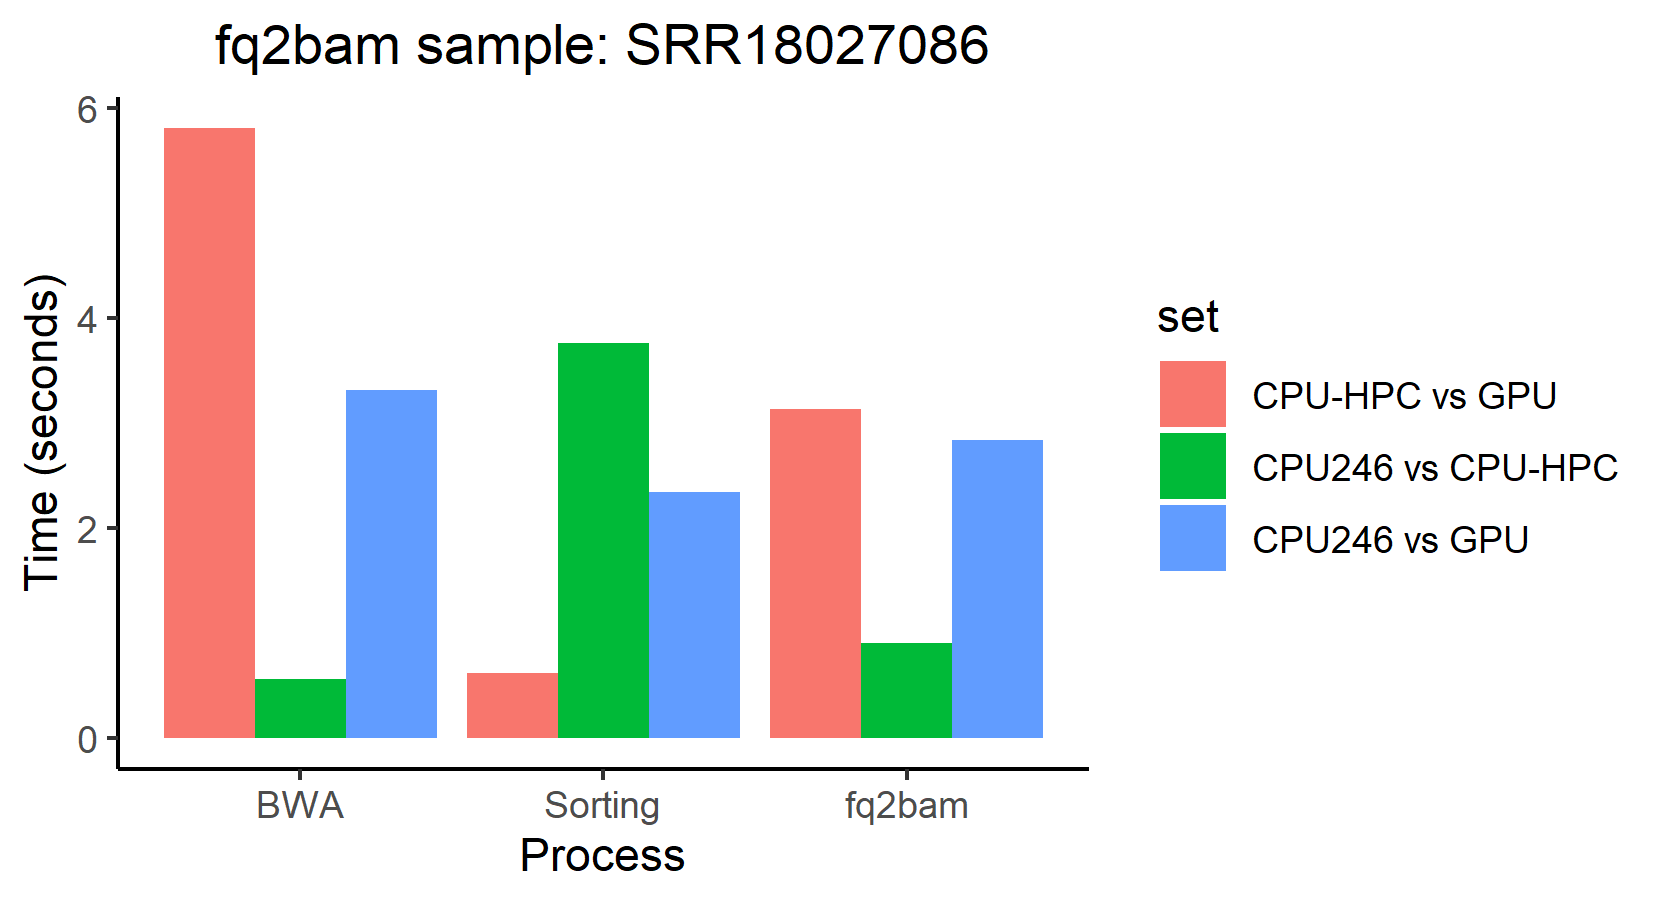 fq2bam sample: SRR18027086
Time (seconds)
6
4
2
0
BWA
Sorting
fq2bam
Process
set
CPU-HPC vs GPU
CPU246 vs CPU-HPC
CPU246 vs GPU